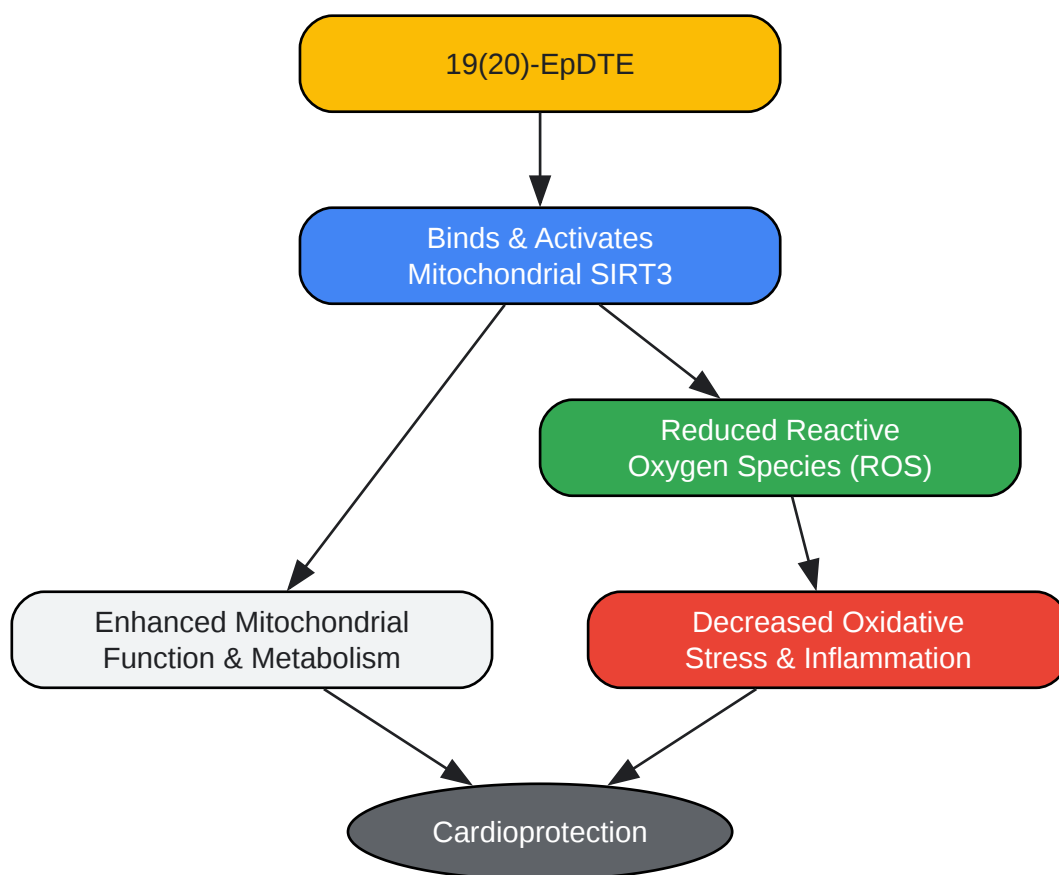 19(20)-EpDTE
Binds & Activates
Mitochondrial SIRT3
Reduced Reactive
Oxygen Species (ROS)
Enhanced Mitochondrial
Function & Metabolism
Decreased Oxidative
Stress & Inflammation
Cardioprotection